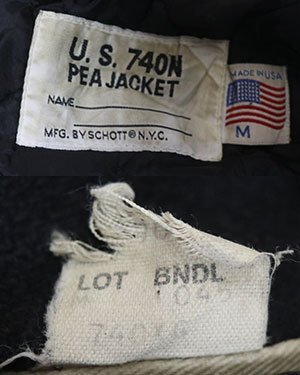 U.S. 740N
PEA JACKET
NAME
MFG. BY SCHOTT® N.Y.C.
MADE IN USA
M
LOT BNDL